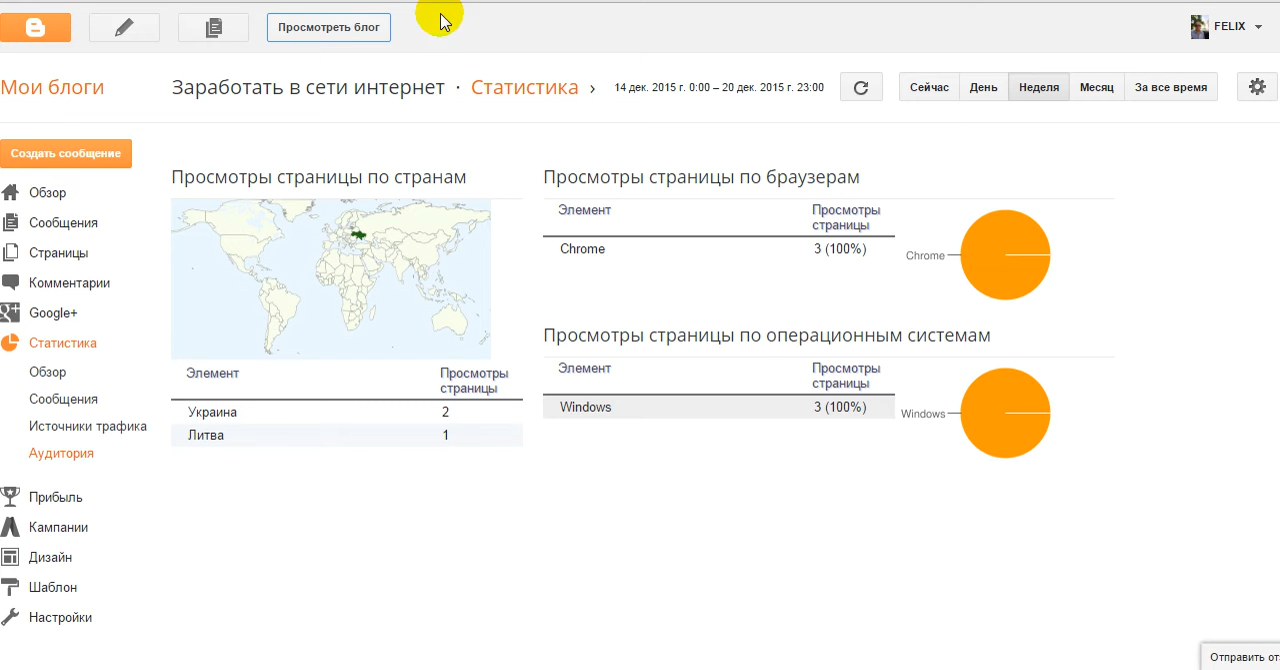 Просмотреть блог
FELIX
Мои блоги
Заработать в сети интернет · Статистика ›
14 дек. 2015 г. 0:00 – 20 дек. 2015 г. 23:00
Сейчас День Неделя Месяц За все время
Создать сообщение
Обзор
Сообщения
Страницы
Комментарии
Google+
Статистика
Обзор
Сообщения
Источники трафика
Аудитория
Прибыль
Кампании
Дизайн
Шаблон
Настройки
Просмотры страницы по странам
Элемент Просмотры
страницы
Украина 2
Литва 1
Просмотры страницы по браузерам
Элемент Просмотры
страницы
Chrome 3 (100%)
Chrome
Просмотры страницы по операционным системам
Элемент Просмотры
страницы
Windows 3 (100%)
Windows
Отправить от